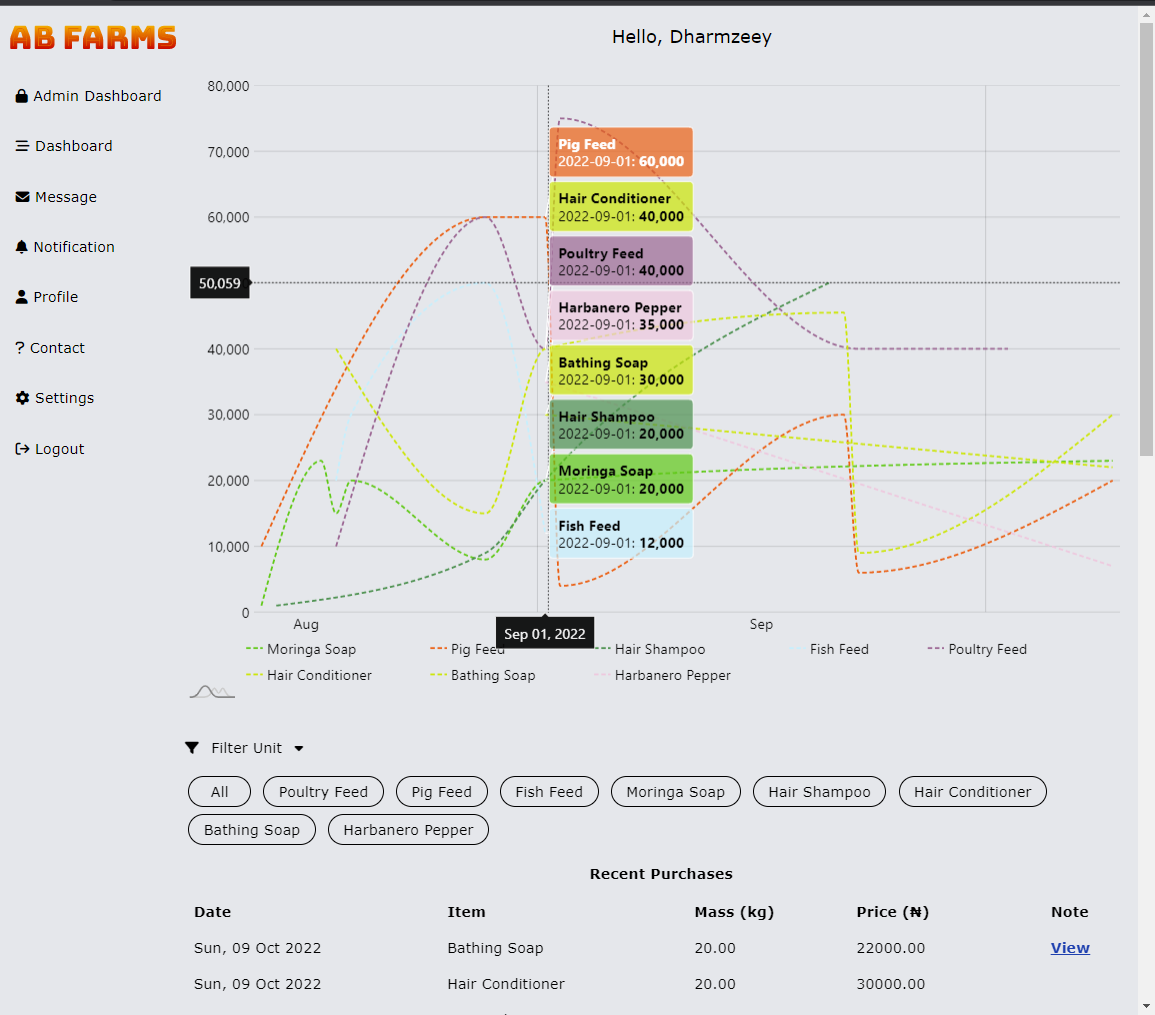 AB FARMS
Hello, Dharmzeey
Admin Dashboard
Dashboard
Message
Notification
Profile
? Contact
Settings
Logout
80,000
70,000
60,000
50,059
40,000
30,000
20,000
10,000
0
Pig Feed
2022-09-01: 60,000
Hair Conditioner
2022-09-01: 40,000
Poultry Feed
2022-09-01: 40,000
Harbanero Pepper
2022-09-01: 35,000
Bathing Soap
2022-09-01: 30,000
Hair Shampoo
2022-09-01: 20,000
Moringa Soap
2022-09-01: 20,000
Fish Feed
2022-09-01: 12,000
Aug Sep
Sep 01, 2022
Moringa Soap Pig Feed Hair Shampoo Fish Feed Poultry Feed
Hair Conditioner Bathing Soap Harbanero Pepper
Filter Unit
All Poultry Feed Pig Feed Fish Feed Moringa Soap Hair Shampoo Hair Conditioner
Bathing Soap Harbanero Pepper
Recent Purchases
Date Item Mass (kg) Price (₦) Note
Sun, 09 Oct 2022 Bathing Soap 20.00 22000.00 View
Sun, 09 Oct 2022 Hair Conditioner 20.00 30000.00